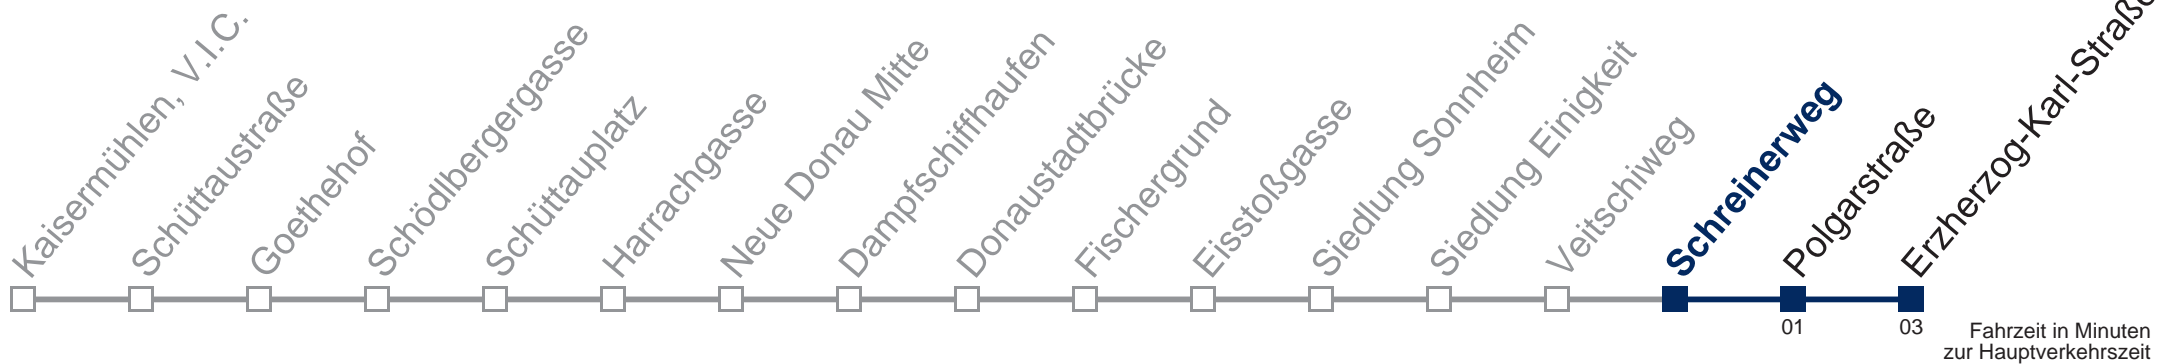 Kaisermühlen, V.I.C.
Schüttaustraße
Goethehof
Schödlbergergasse
Schüttauplatz
Harrachgasse
Neue Donau Mitte
Dampfschiffhaufen
Donaustadtbrücke
Fischergrund
Eisstoßgasse
Siedlung Sonnheim
Siedlung Einigkeit
Veitschiweg
Schreinerweg
Polgarstraße
Erzherzog-Karl-Straße
01
03
Fahrzeit in Minuten
zur Hauptverkehrszeit